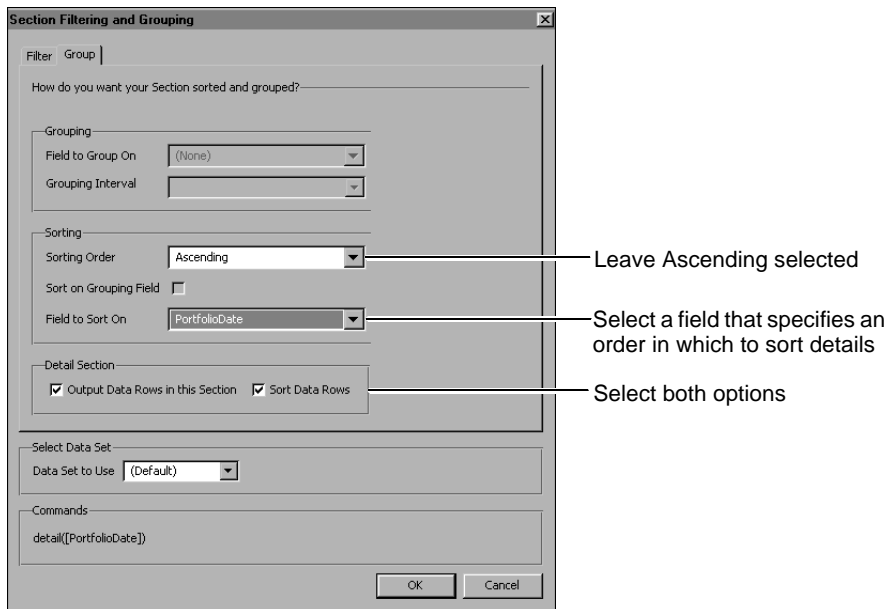 Section Filtering and Grouping
Filter Group
How do you want your Section sorted and grouped?
Grouping
Field to Group On (None)
Grouping Interval
Sorting
Sorting Order Ascending
Leave Ascending selected
Sort on Grouping Field
Field to Sort On PortfolioDate
Select a field that specifies an
order in which to sort details
Detail Section
Output Data Rows in this Section Sort Data Rows
Select both options
Select Data Set
Data Set to Use (Default)
Commands
detail([PortfolioDate])
OK Cancel